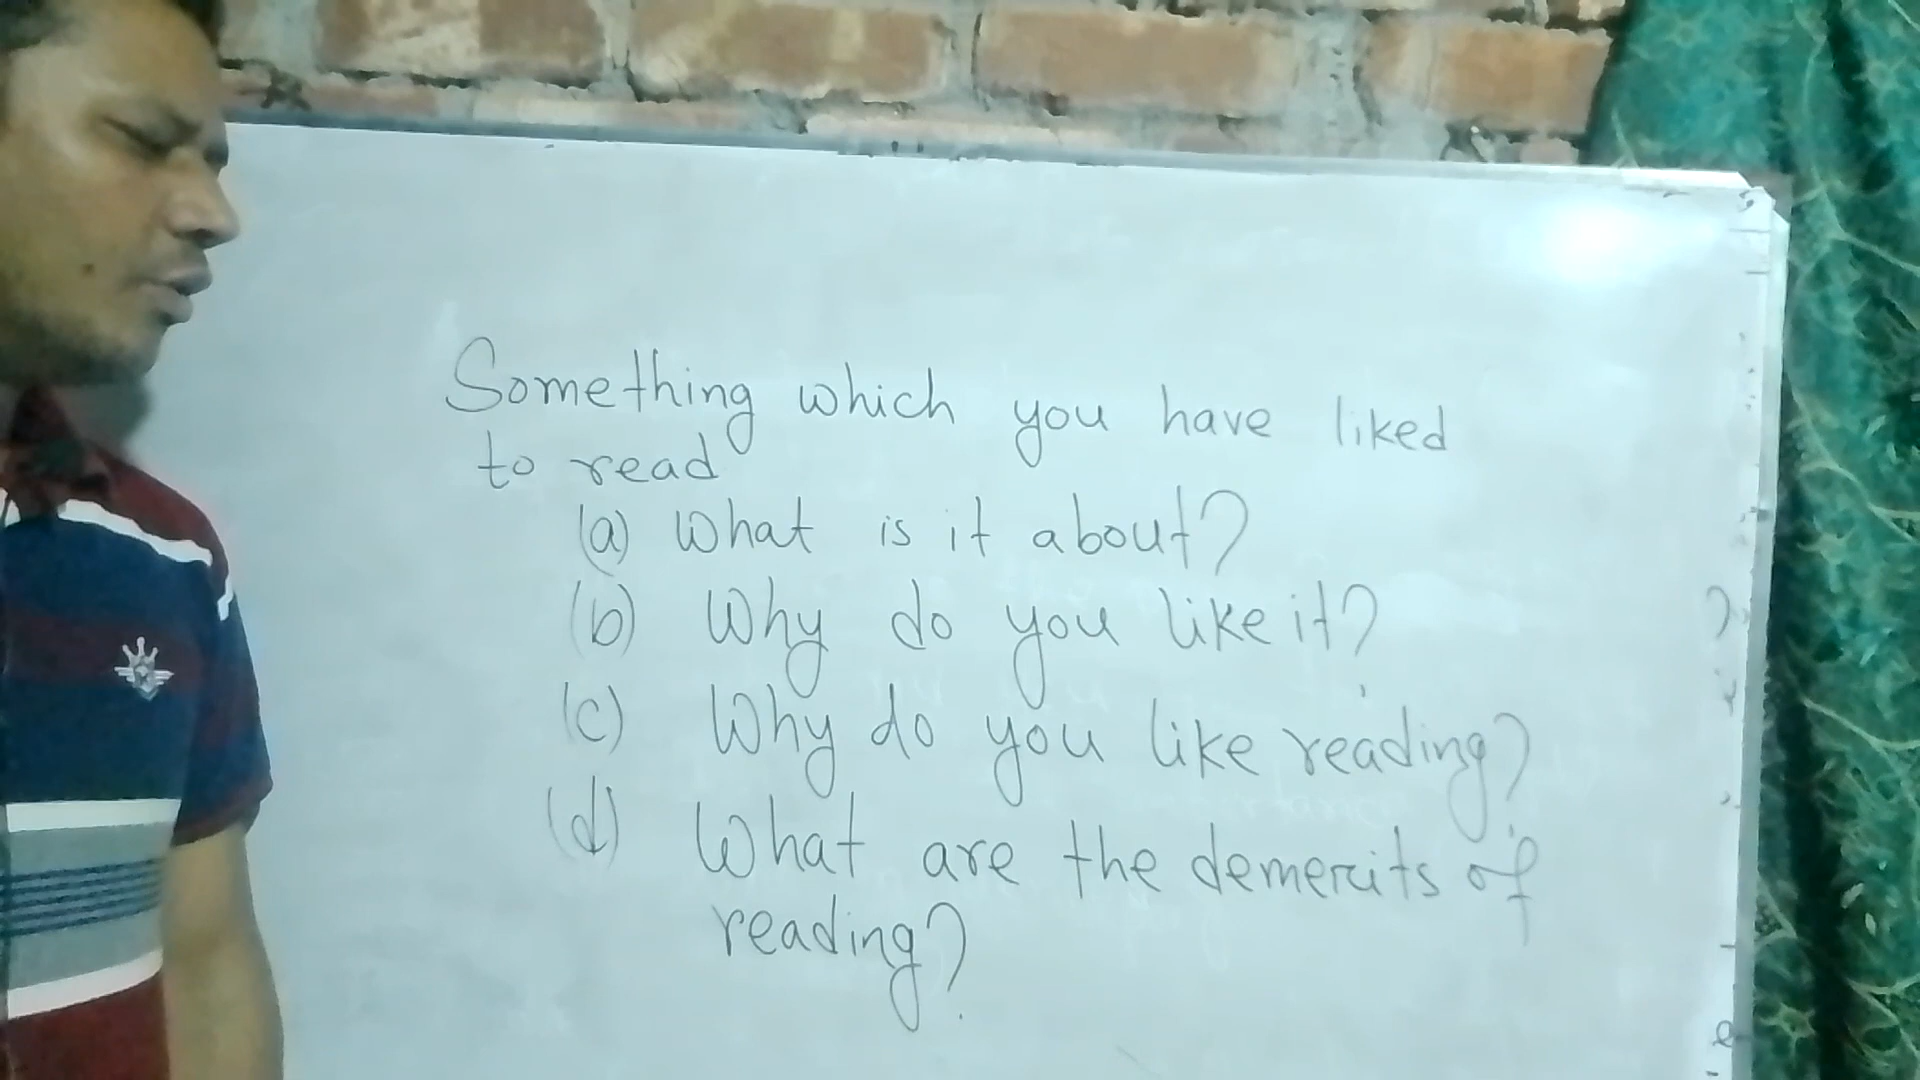 Something which you have liked
to read
(a) What is it about?
(b) Why do you like it?
(c) Why do you like reading?
(d) What are the demerits of
reading?